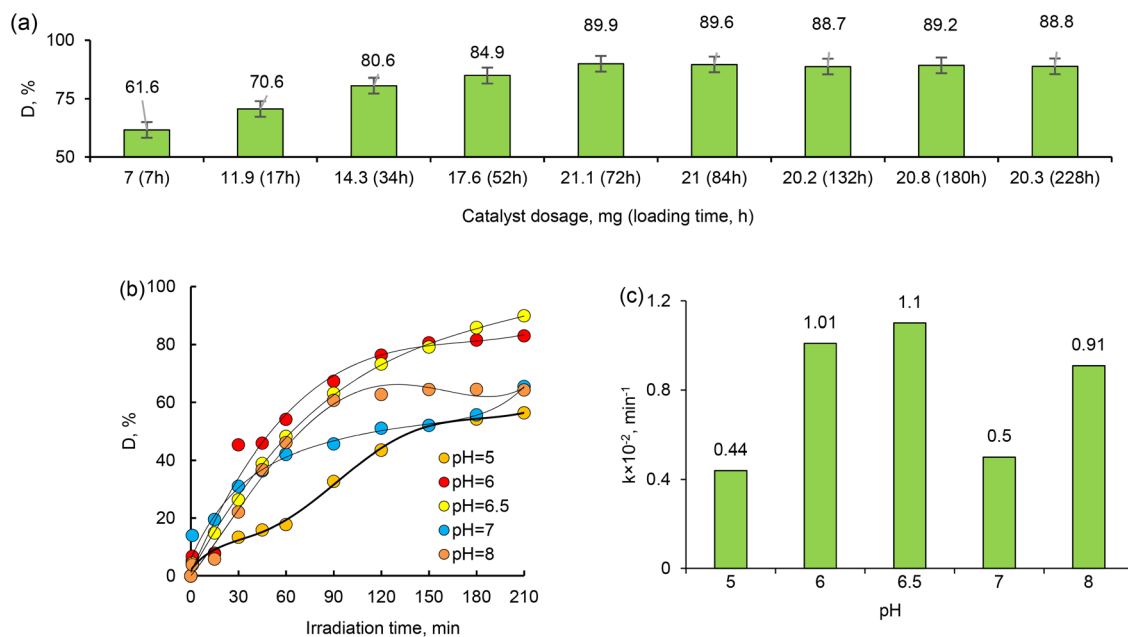 (a)
D, %
100
75
50
61.6
70.6
80.6
84.9
89.9
89.6
88.7
89.2
88.8
7 (7h)
11.9 (17h)
14.3 (34h)
17.6 (52h)
21.1 (72h)
21 (84h)
20.2 (132h)
20.8 (180h)
20.3 (228h)
Catalyst dosage, mg (loading time, h)
(b)
D, %
100
80
60
40
20
0
pH=5
pH=6
pH=6.5
pH=7
pH=8
0
30
60
90
120
150
180
210
Irradiation time, min
(c)
k×10⁻², min⁻¹
1.2
0.8
0.4
0
0.44
1.01
1.1
0.5
0.91
5
6
6.5
7
8
pH